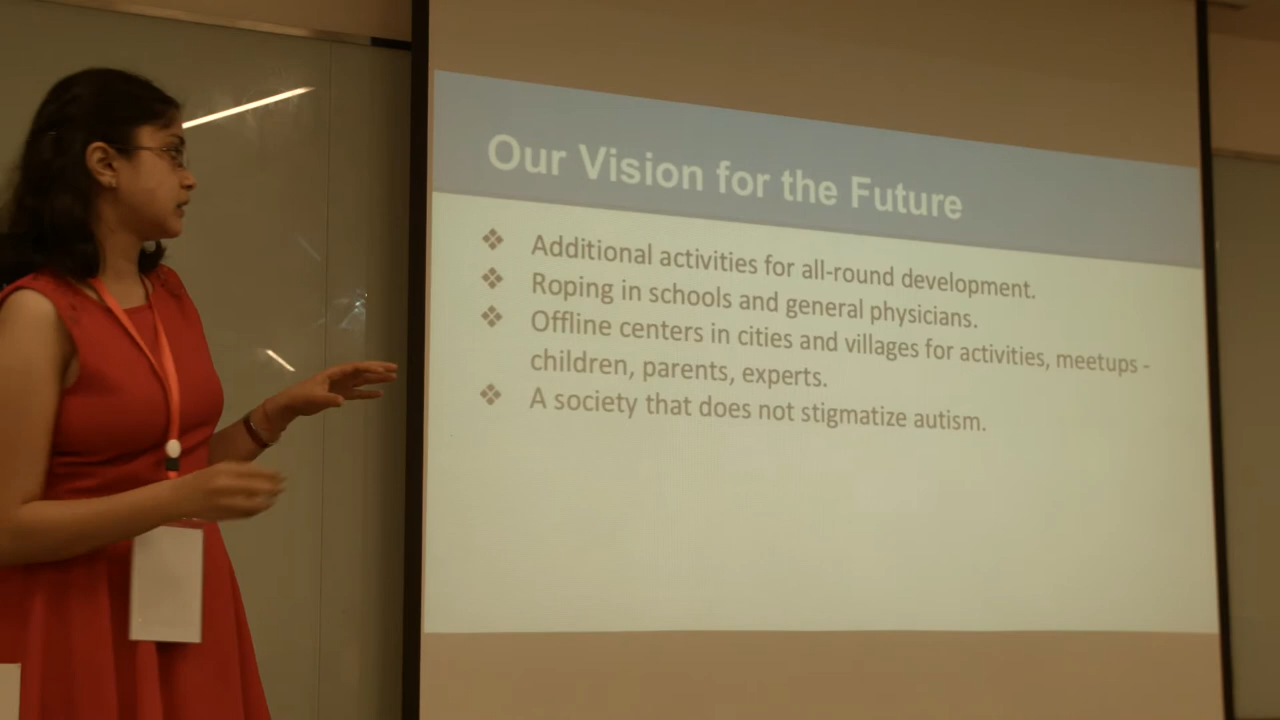 Our Vision for the Future
❖ Additional activities for all-round development.
❖ Roping in schools and general physicians.
❖ Offline centers in cities and villages for activities, meetups -
children, parents, experts.
❖ A society that does not stigmatize autism.